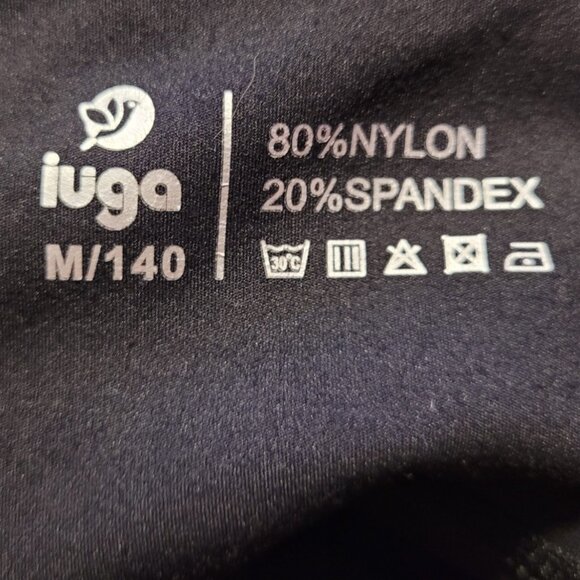 iuga
M/140
80%NYLON
20%SPANDEX
30°C